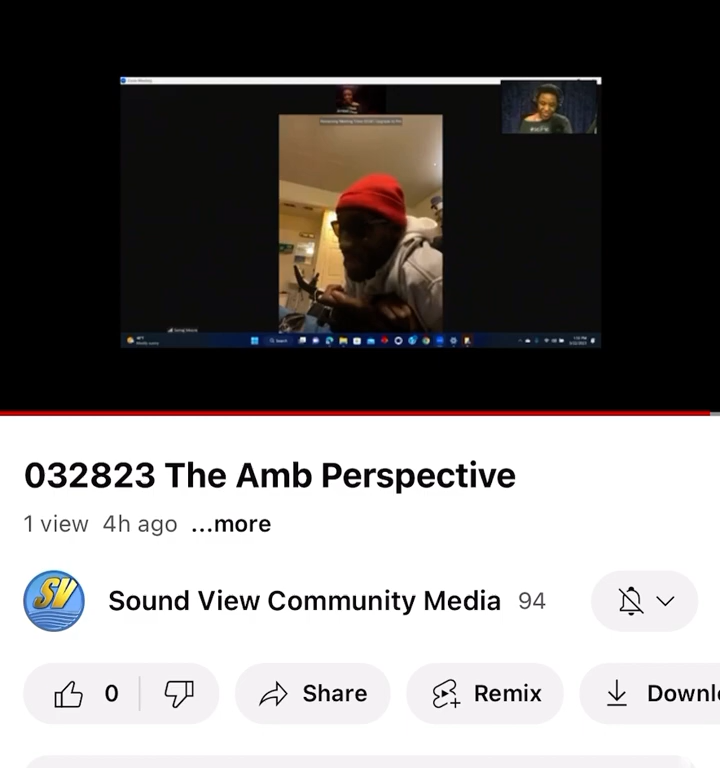 032823 The Amb Perspective
1 view 4h ago ...more
SV
Sound View Community Media 94
0
Share
Remix
Downl